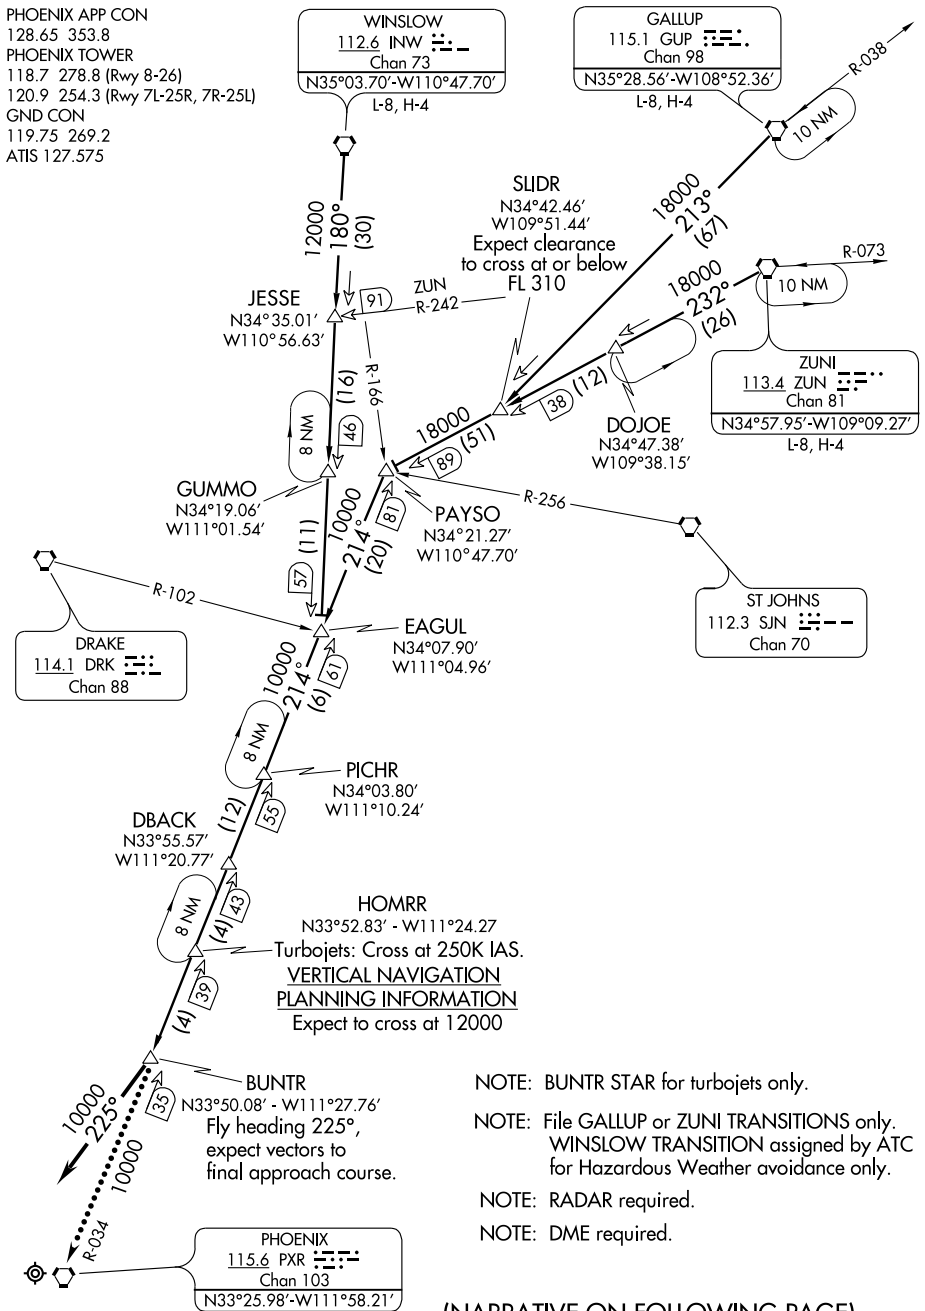 PHOENIX APP CON
128.65 353.8
PHOENIX TOWER
118.7 278.8 (Rwy 8-26)
120.9 254.3 (Rwy 7L-25R, 7R-25L)
GND CON
119.75 269.2
ATIS 127.575
WINSLOW
112.6 INW
Chan 73
N35°03.70'-W110°47.70'
L-8, H-4
GALLUP
115.1 GUP
Chan 98
N35°28.56'-W108°52.36'
L-8, H-4
R-038
10 NM
12000
180°
(30)
SLIDR
N34°42.46'
W109°51.44'
Expect clearance
to cross at or below
FL 310
18000
213°
(67)
R-073
10 NM
18000
232°
(26)
ZUNI
113.4 ZUN
Chan 81
N34°57.95'-W109°09.27'
L-8, H-4
JESSE
N34°35.01'
W110°56.63'
91
ZUN
R-242
R-166
(16)
8 NM
46
18000
(51)
89
38
(12)
DOJOE
N34°47.38'
W109°38.15'
GUMMO
N34°19.06'
W111°01.54'
(11)
57
10000
214°
(20)
81
PAYSO
N34°21.27'
W110°47.70'
R-256
ST JOHNS
112.3 SJN
Chan 70
R-102
DRAKE
114.1 DRK
Chan 88
EAGUL
N34°07.90'
W111°04.96'
10000
214°
(6)
61
8 NM
PICHR
N34°03.80'
W111°10.24'
(12)
55
DBACK
N33°55.57'
W111°20.77'
8 NM
(4)
43
HOMRR
N33°52.83' - W111°24.27
Turbojets: Cross at 250K IAS.
VERTICAL NAVIGATION
PLANNING INFORMATION
Expect to cross at 12000
(4)
39
BUNTR
N33°50.08' - W111°27.76'
Fly heading 225°,
expect vectors to
final approach course.
35
10000
225°
10000
R-034
PHOENIX
115.6 PXR
Chan 103
N33°25.98'-W111°58.21'
NOTE: BUNTR STAR for turbojets only.
NOTE: File GALLUP or ZUNI TRANSITIONS only.
WINSLOW TRANSITION assigned by ATC
for Hazardous Weather avoidance only.
NOTE: RADAR required.
NOTE: DME required.
(NARRATIVE ON FOLLOWING PAGE)